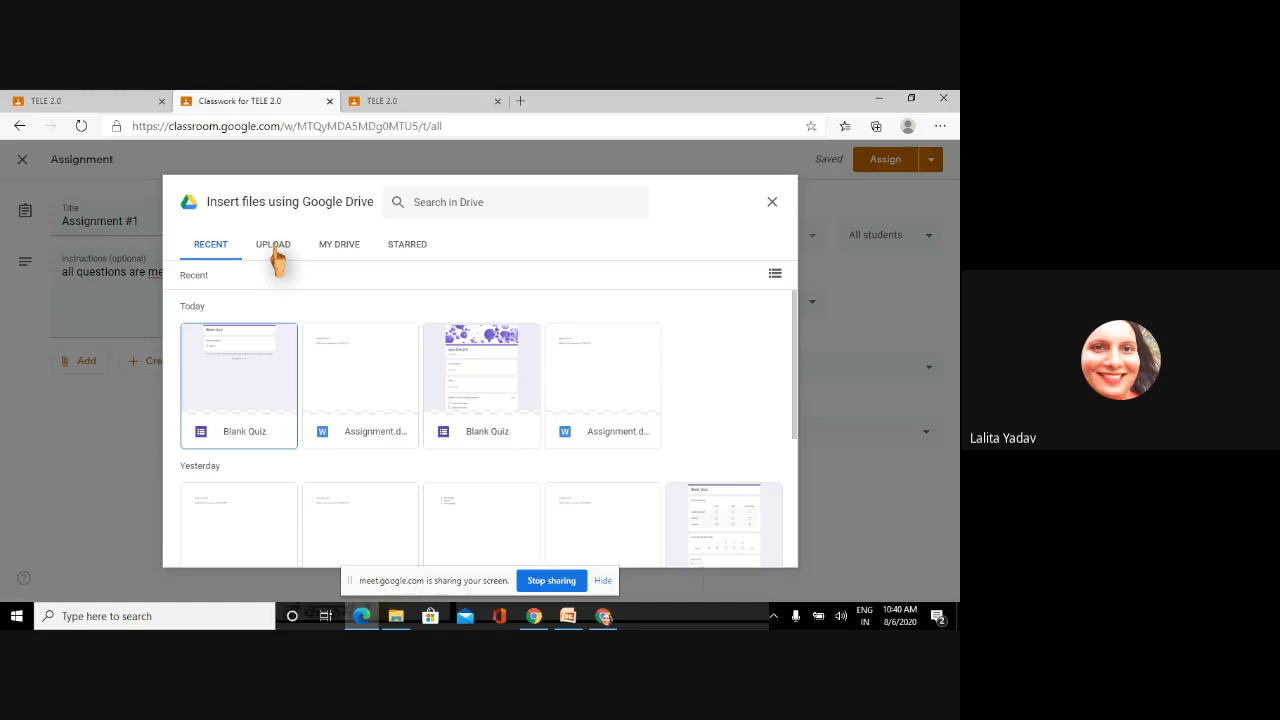 TELE 2.0
Classwork for TELE 2.0
TELE 2.0
https://classroom.google.com/w/MTQyMDA5MDg0MTU5/t/all
Assignment
Saved
Assign
Title
Assignment #1
Instructions (optional)
all questions are me
Add
Cre
All students
Insert files using Google Drive
Search in Drive
RECENT
UPLOAD
MY DRIVE
STARRED
Recent
Today
Blank Quiz
Assignment.d...
Blank Quiz
Assignment.d...
Yesterday
meet.google.com is sharing your screen.
Stop sharing
Hide
Type here to search
ENG
IN
10:40 AM
8/6/2020
2
Lalita Yadav